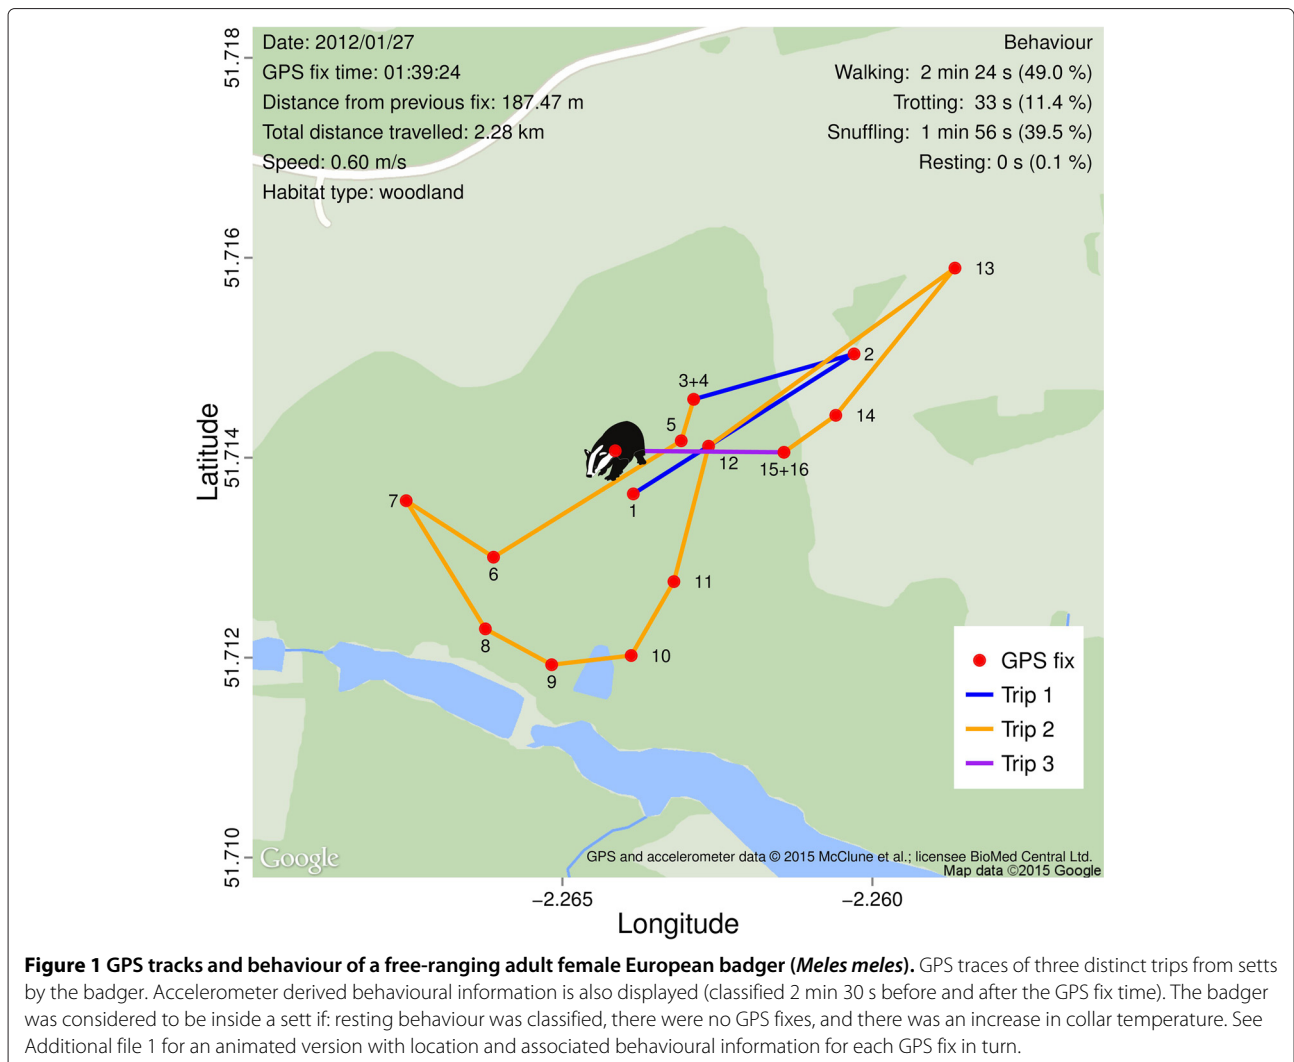 Date: 2012/01/27
GPS fix time: 01:39:24
Distance from previous fix: 187.47 m
Total distance travelled: 2.28 km
Speed: 0.60 m/s
Habitat type: woodland
Behaviour
Walking: 2 min 24 s (49.0 %)
Trotting: 33 s (11.4 %)
Snuffling: 1 min 56 s (39.5 %)
Resting: 0 s (0.1 %)
51.718
51.716
51.714
51.712
51.710
Latitude
13
2
3+4
14
5
12
15+16
1
7
6
11
8
10
9
GPS fix
Trip 1
Trip 2
Trip 3
Google
GPS and accelerometer data © 2015 McClune et al.; licensee BioMed Central Ltd.
Map data ©2015 Google
−2.265
−2.260
Longitude
Figure 1 GPS tracks and behaviour of a free-ranging adult female European badger (Meles meles). GPS traces of three distinct trips from setts
by the badger. Accelerometer derived behavioural information is also displayed (classified 2 min 30 s before and after the GPS fix time). The badger
was considered to be inside a sett if: resting behaviour was classified, there were no GPS fixes, and there was an increase in collar temperature. See
Additional file 1 for an animated version with location and associated behavioural information for each GPS fix in turn.